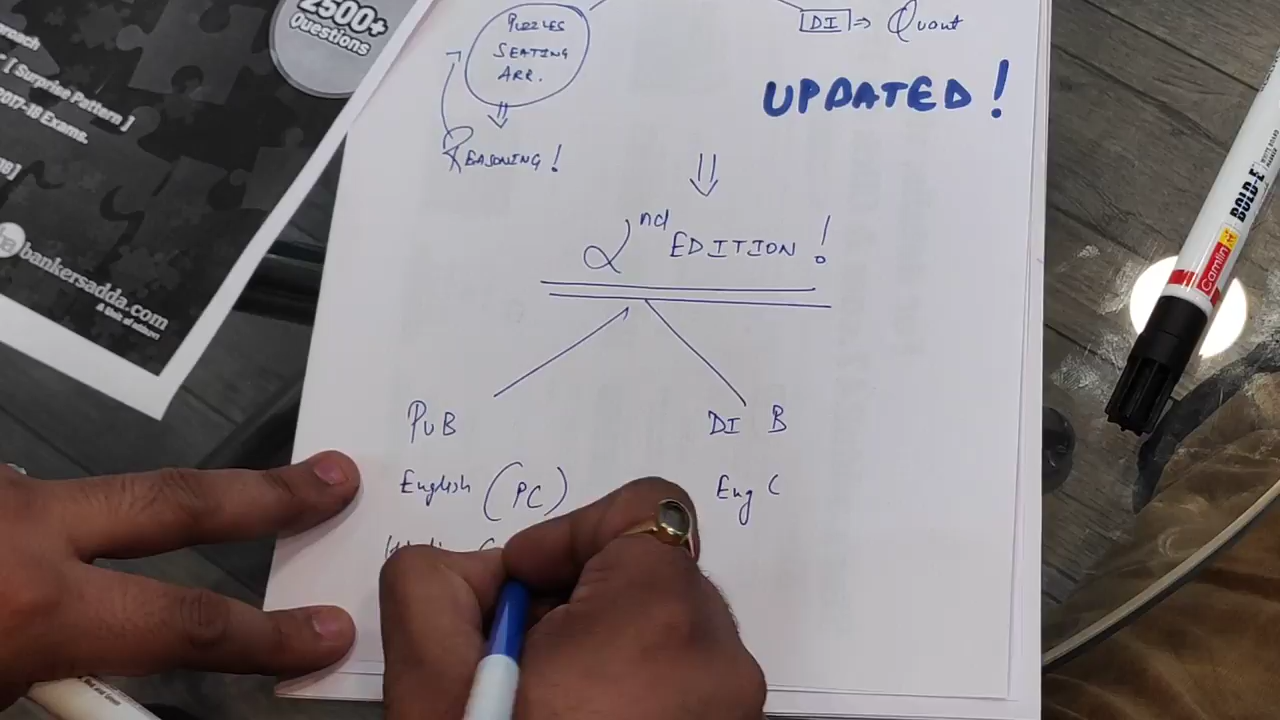 2500+
Questions
[ Surprise Pattern ]
2017-18 Exams.
bankersadda.com
PUZZLES
SEATING
ARR.
REASONING!
DI ⇒ Quant
UPDATED!
2nd EDITION!
PUB
DI B
English (PC)
Eng (
BOLD-E
Camlin